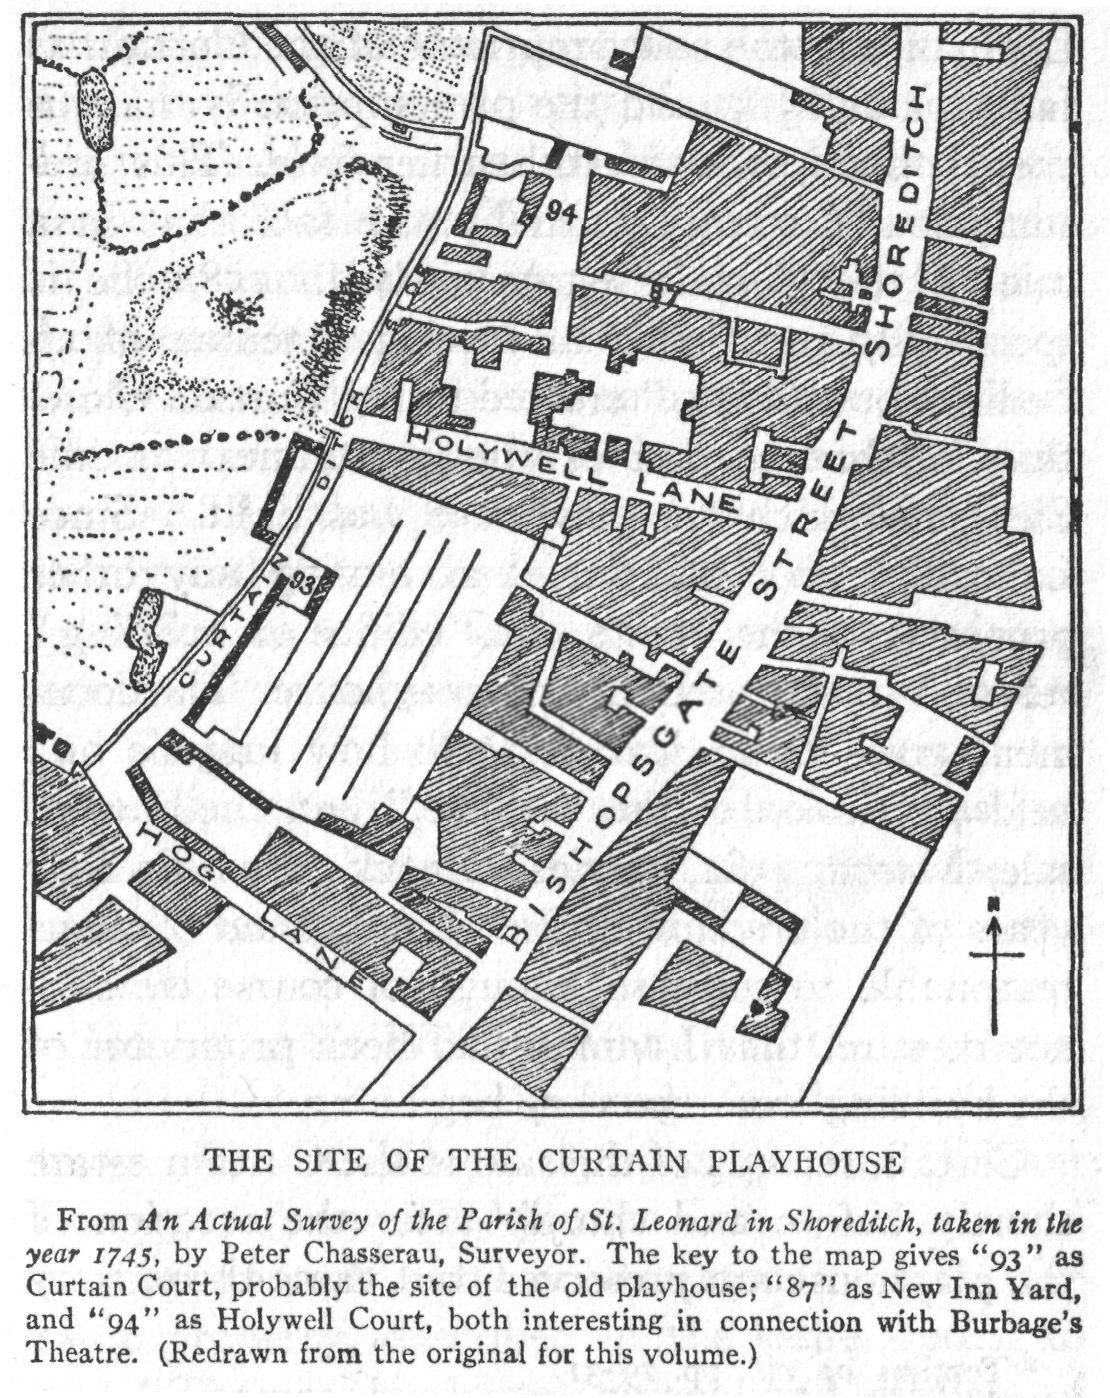 SHOREDITCH
94
87
DITCH SIDE
HOLYWELL LANE
93
CURTAIN
BISHOPSGATE STREET
HOG LANE
N
THE SITE OF THE CURTAIN PLAYHOUSE
From An Actual Survey of the Parish of St. Leonard in Shoreditch, taken in the
year 1745, by Peter Chasserau, Surveyor. The key to the map gives “93” as
Curtain Court, probably the site of the old playhouse; “87” as New Inn Yard,
and “94” as Holywell Court, both interesting in connection with Burbage's
Theatre. (Redrawn from the original for this volume.)